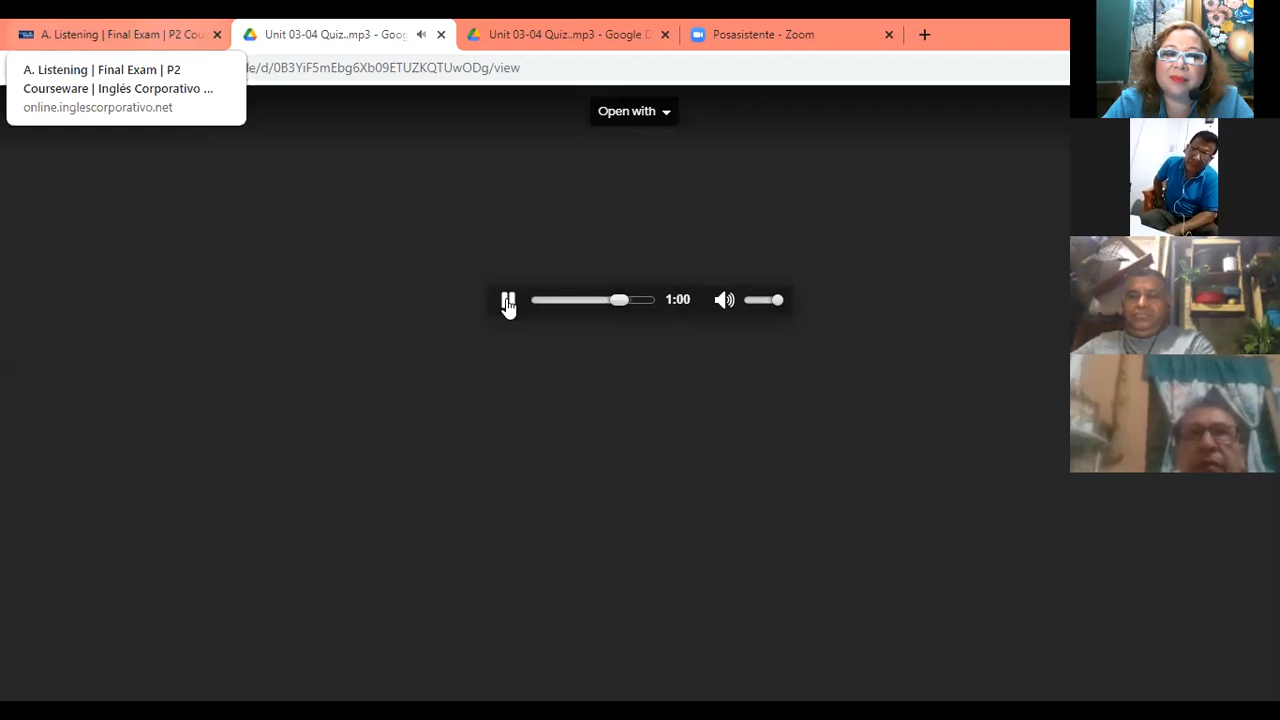 A. Listening | Final Exam | P2 Cou
Unit 03-04 Quiz..mp3 - Goog
Unit 03-04 Quiz..mp3 - Google D
Posasistente - Zoom
A. Listening | Final Exam | P2
Courseware | Inglés Corporativo ...
online.inglescorporativo.net
le/d/0B3YiF5mEbg6Xb09ETUZKQTUwODg/view
Open with
1:00